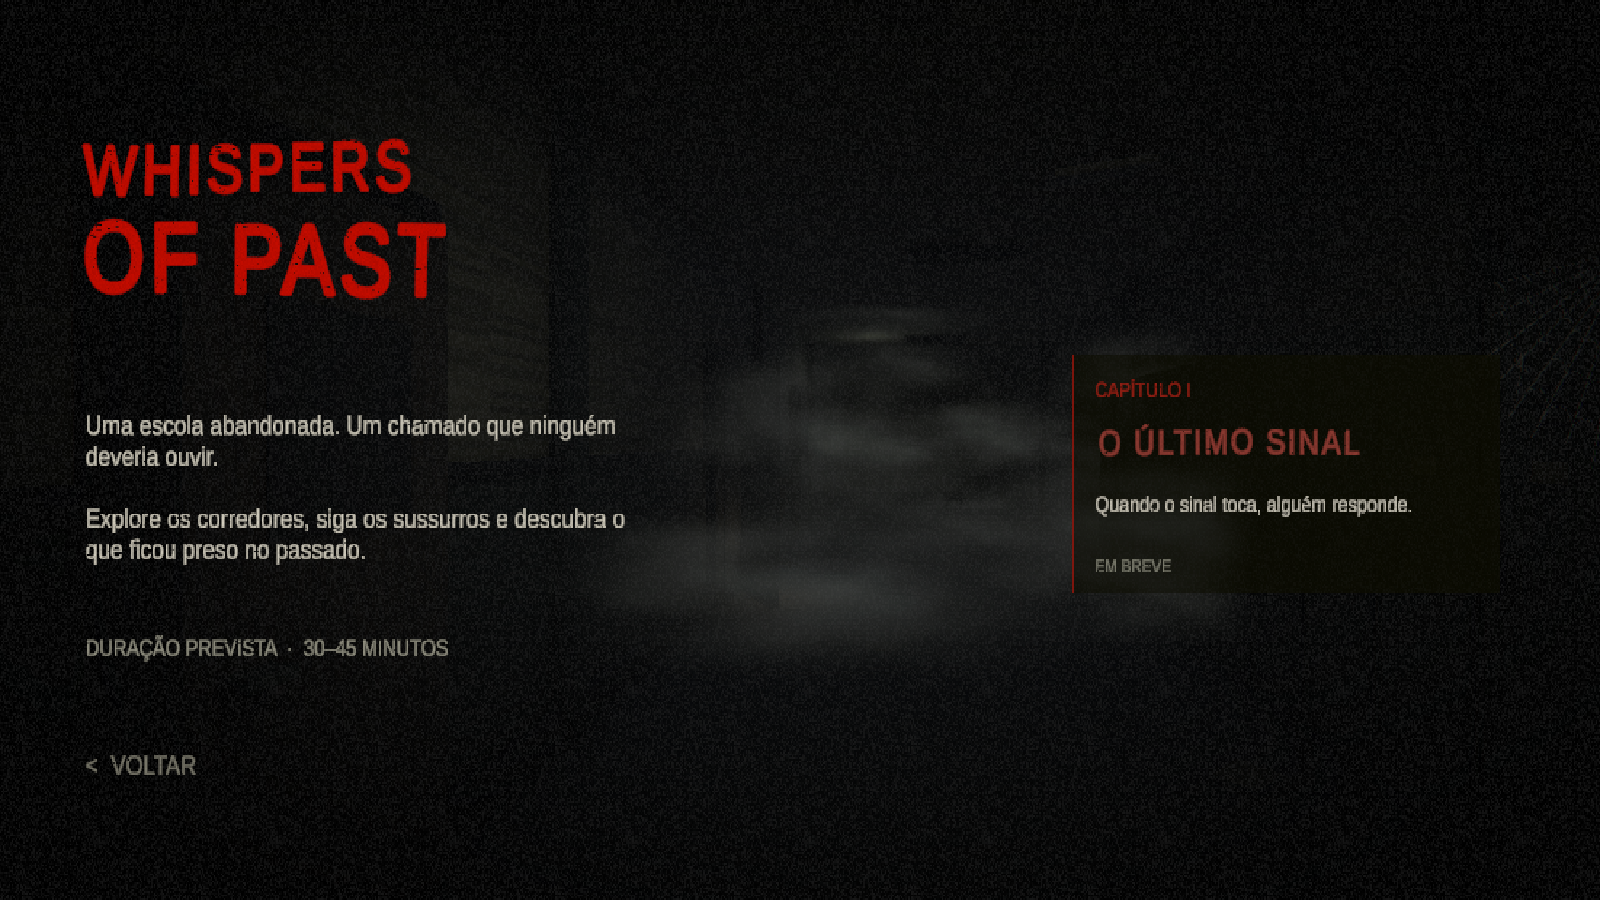 WHISPERS
OF PAST
Uma escola abandonada. Um chamado que ninguém
deveria ouvir.
Explore os corredores, siga os sussurros e descubra o
que ficou preso no passado.
DURAÇÃO PREVISTA · 30–45 MINUTOS
< VOLTAR
CAPÍTULO I
O ÚLTIMO SINAL
Quando o sinal toca, alguém responde.
EM BREVE